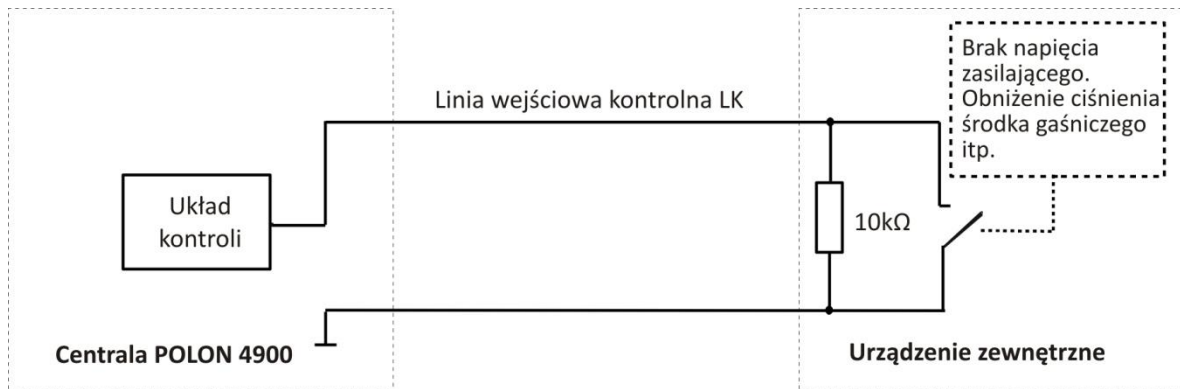 Brak napięcia
zasilającego.
Obniżenie ciśnienia
środka gaśniczego
itp.
Linia wejściowa kontrolna LK
Układ
kontroli
10kΩ
Centrala POLON 4900
Urządzenie zewnętrzne